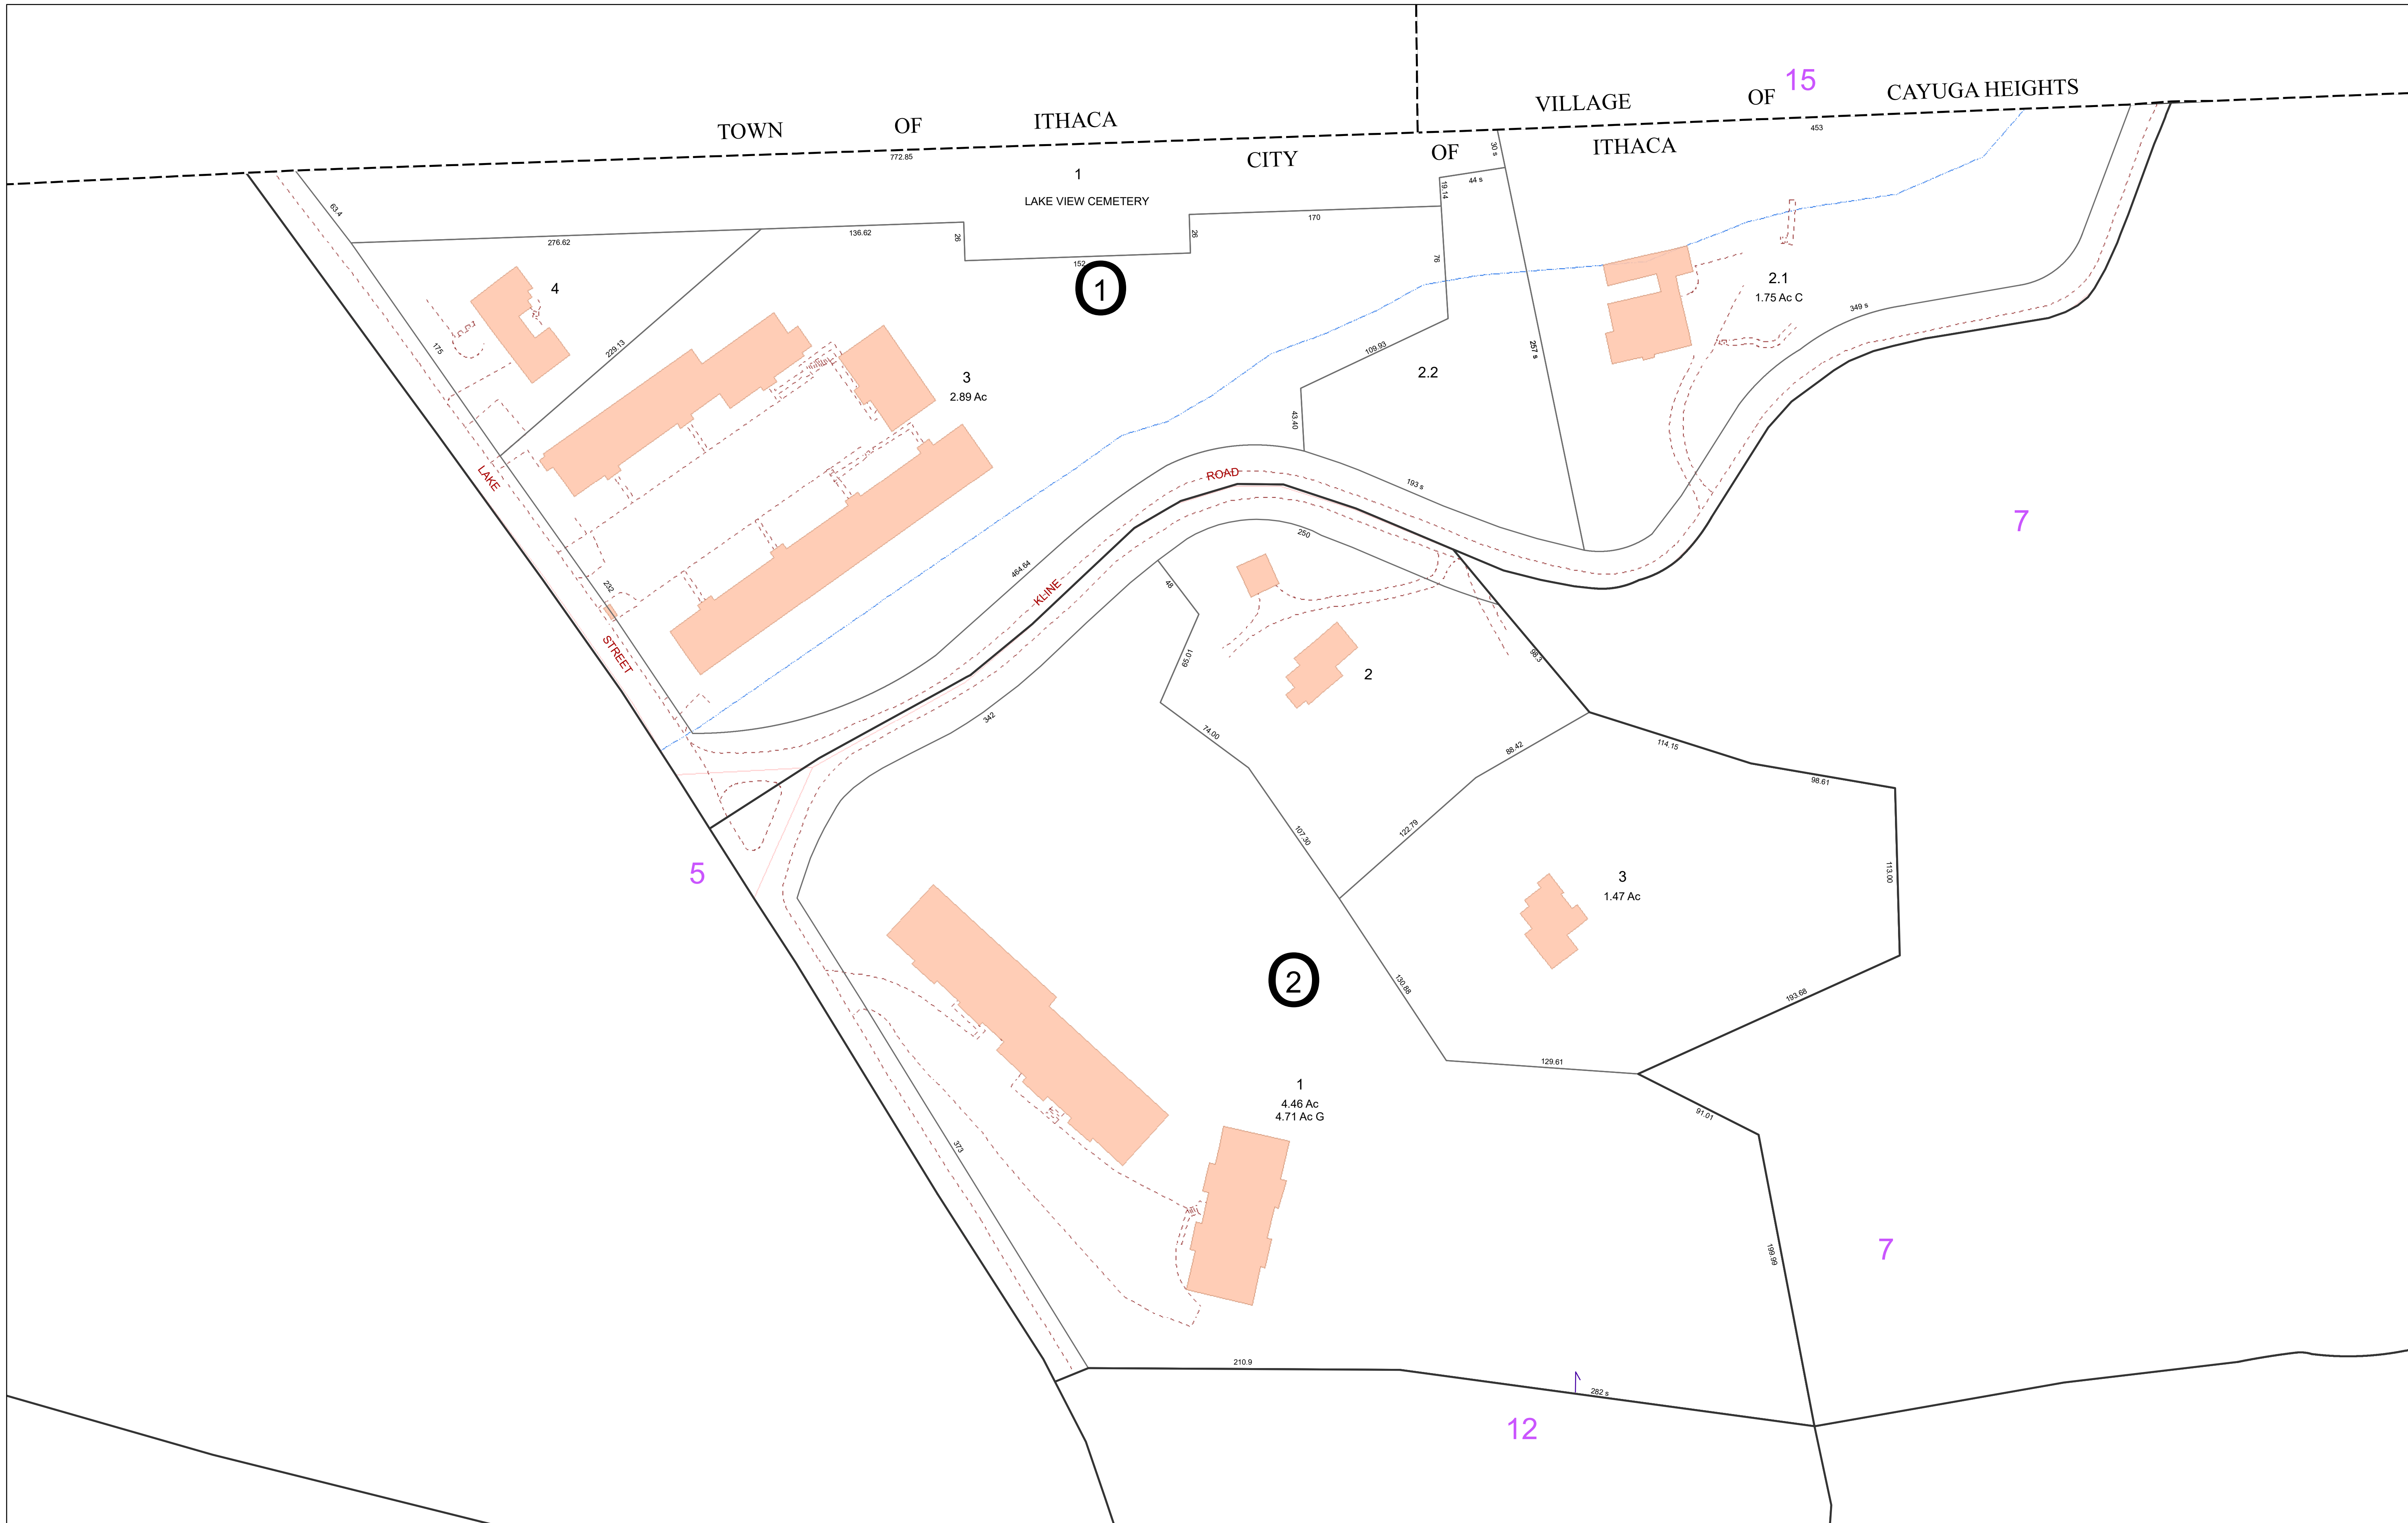 15
VILLAGE OF CAYUGA HEIGHTS
TOWN OF ITHACA
453
772.85
CITY OF ITHACA
30 s
1
LAKE VIEW CEMETERY
44 s
19.14
63.4
170
276.62
136.62
26
26
152
76
4
1
2.1
1.75 Ac C
349 s
175
229.13
109.93
257 s
2.2
3
2.89 Ac
43.40
LAKE
ROAD
193 s
7
250
464.64
48
232
KLINE
STREET
65.01
98.3
2
342
74.00
88.42
114.15
98.61
107.30
122.79
5
113.00
3
1.47 Ac
2
130.88
193.68
129.61
1
4.46 Ac
4.71 Ac G
91.01
373
199.99
7
210.9
282 s
12